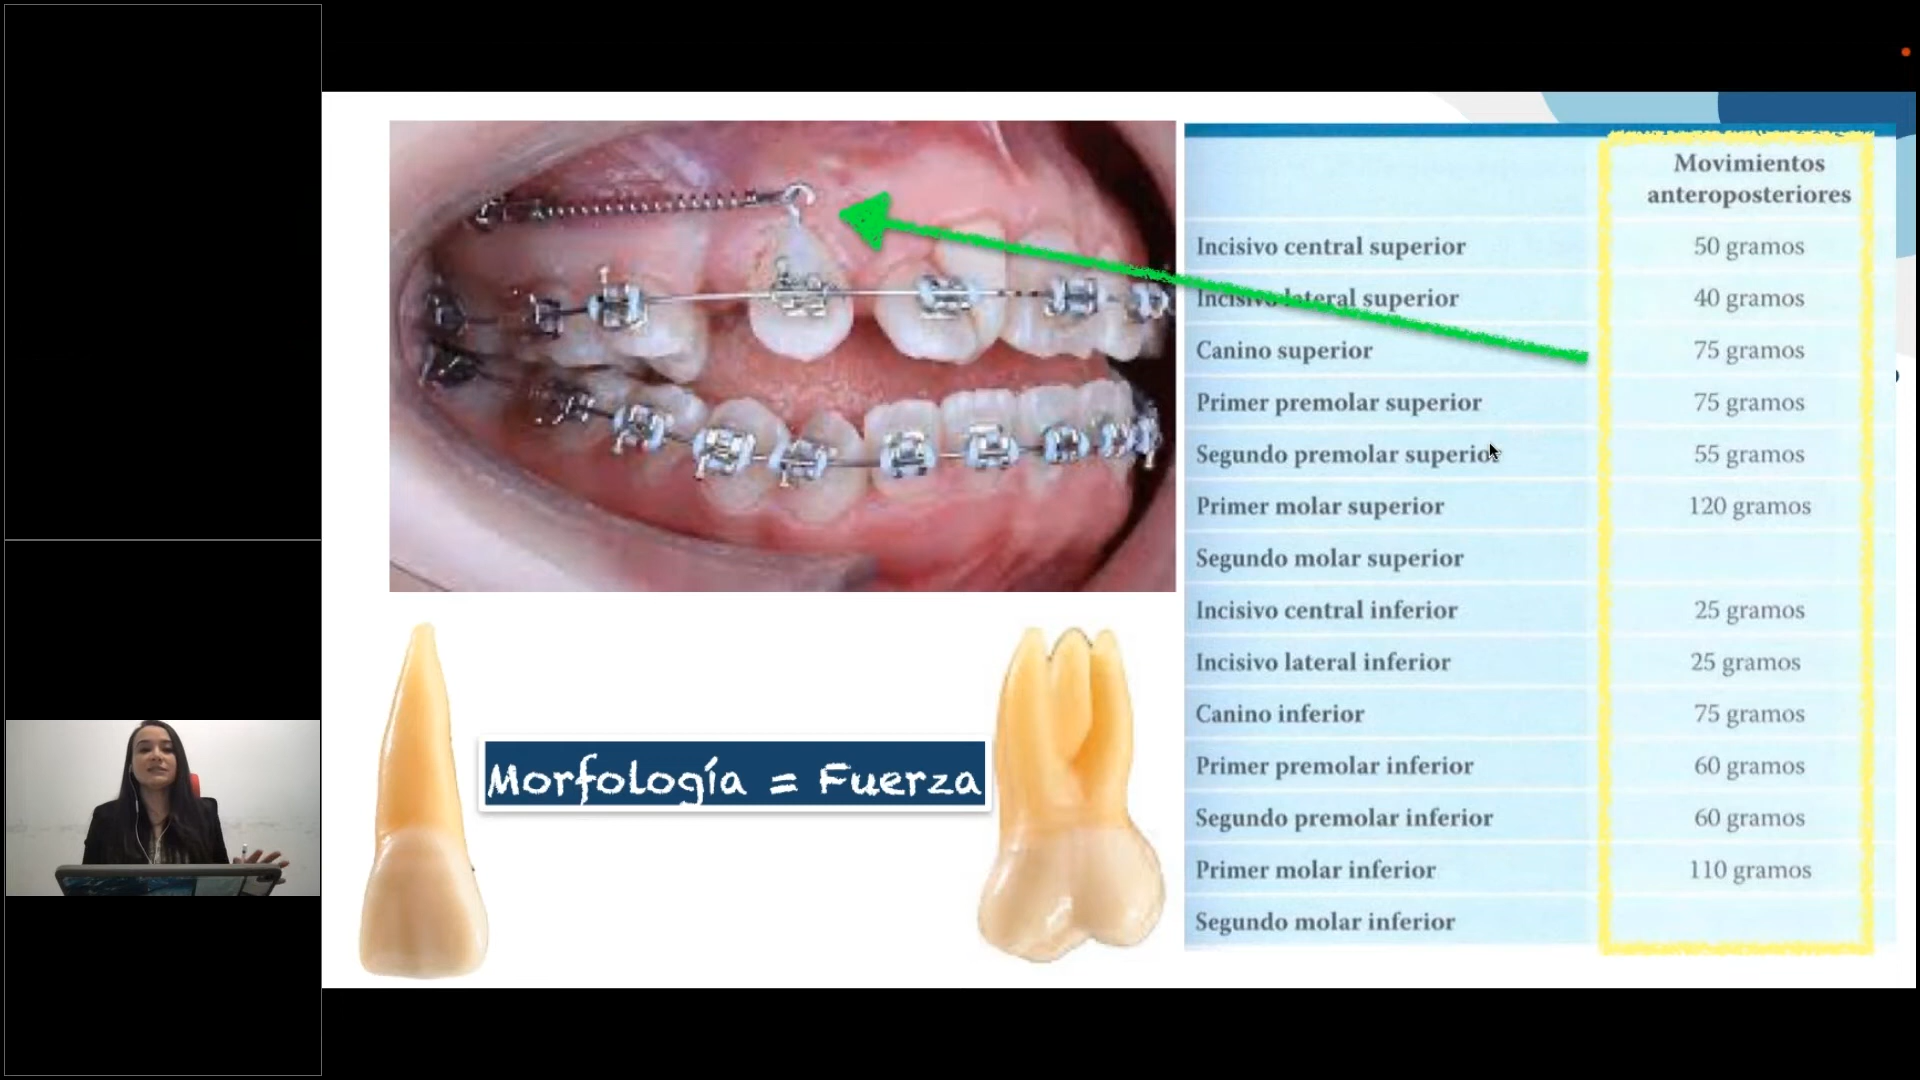 Movimientos
anteroposteriores
Incisivo central superior 50 gramos
Incisivo lateral superior 40 gramos
Canino superior 75 gramos
Primer premolar superior 75 gramos
Segundo premolar superior 55 gramos
Primer molar superior 120 gramos
Segundo molar superior
Incisivo central inferior 25 gramos
Incisivo lateral inferior 25 gramos
Canino inferior 75 gramos
Primer premolar inferior 60 gramos
Segundo premolar inferior 60 gramos
Primer molar inferior 110 gramos
Segundo molar inferior
Morfología = Fuerza